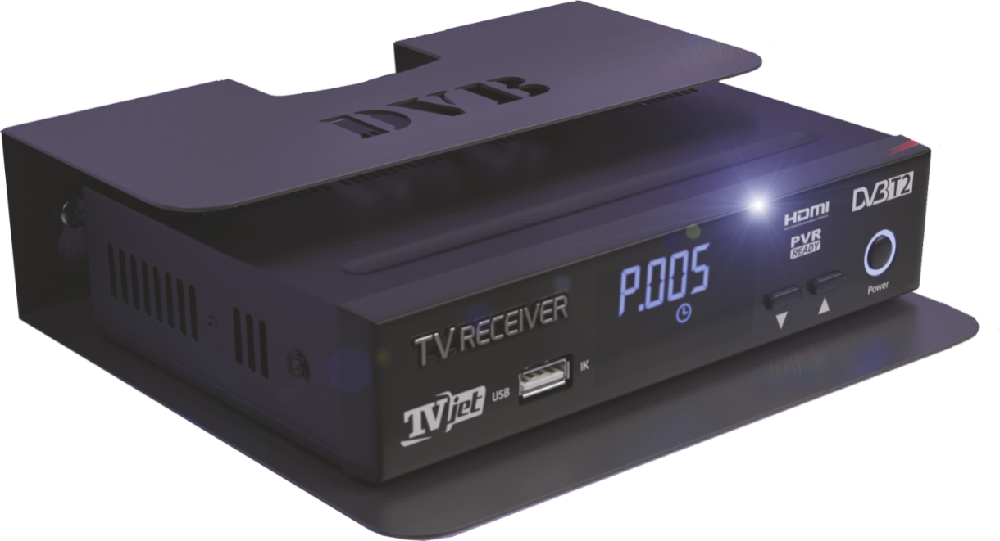 DVB
DVB T2
HDMI
PVR
READY
P.005
Power
TV RECEIVER
IK
USB
TVjet